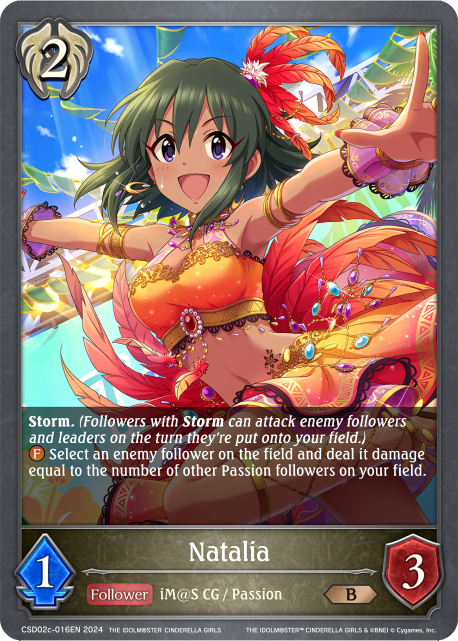 2
Storm. (Followers with Storm can attack enemy followers
and leaders on the turn they're put onto your field.)
F Select an enemy follower on the field and deal it damage
equal to the number of other Passion followers on your field.
Natalia
1
Follower iM@S CG / Passion B
3
CSD02c-016EN 2024 THE IDOLM@STER CINDERELLA GIRLS THE IDOLM@STER™ CINDERELLA GIRLS & ©BNEI © Cygames, Inc.